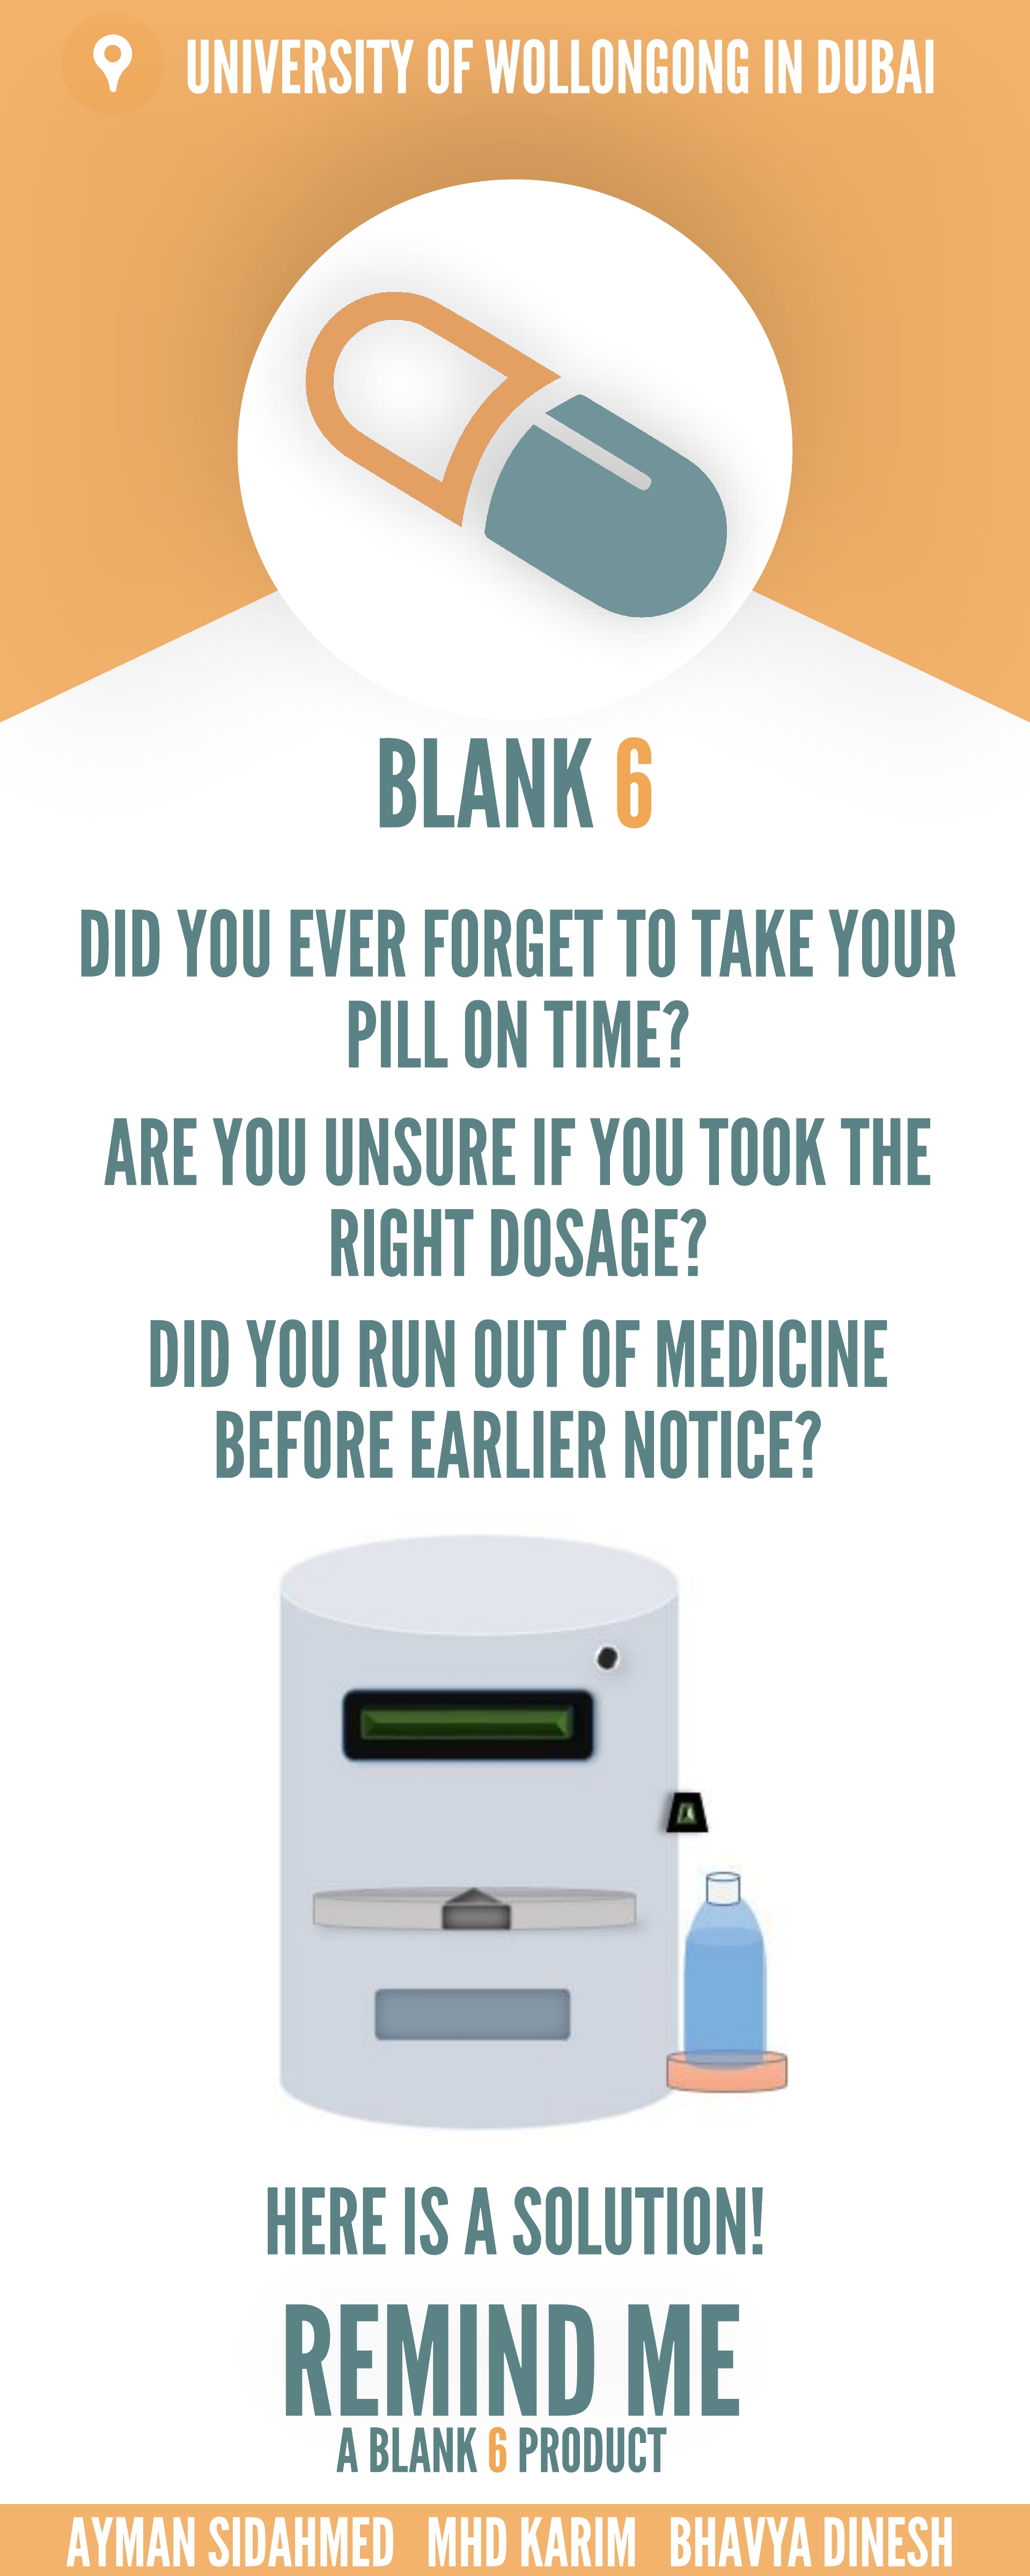 UNIVERSITY OF WOLLONGONG IN DUBAI
BLANK 6
DID YOU EVER FORGET TO TAKE YOUR
PILL ON TIME?
ARE YOU UNSURE IF YOU TOOK THE
RIGHT DOSAGE?
DID YOU RUN OUT OF MEDICINE
BEFORE EARLIER NOTICE?
HERE IS A SOLUTION!
REMIND ME
A BLANK 6 PRODUCT
AYMAN SIDAHMED MHD KARIM BHAVYA DINESH